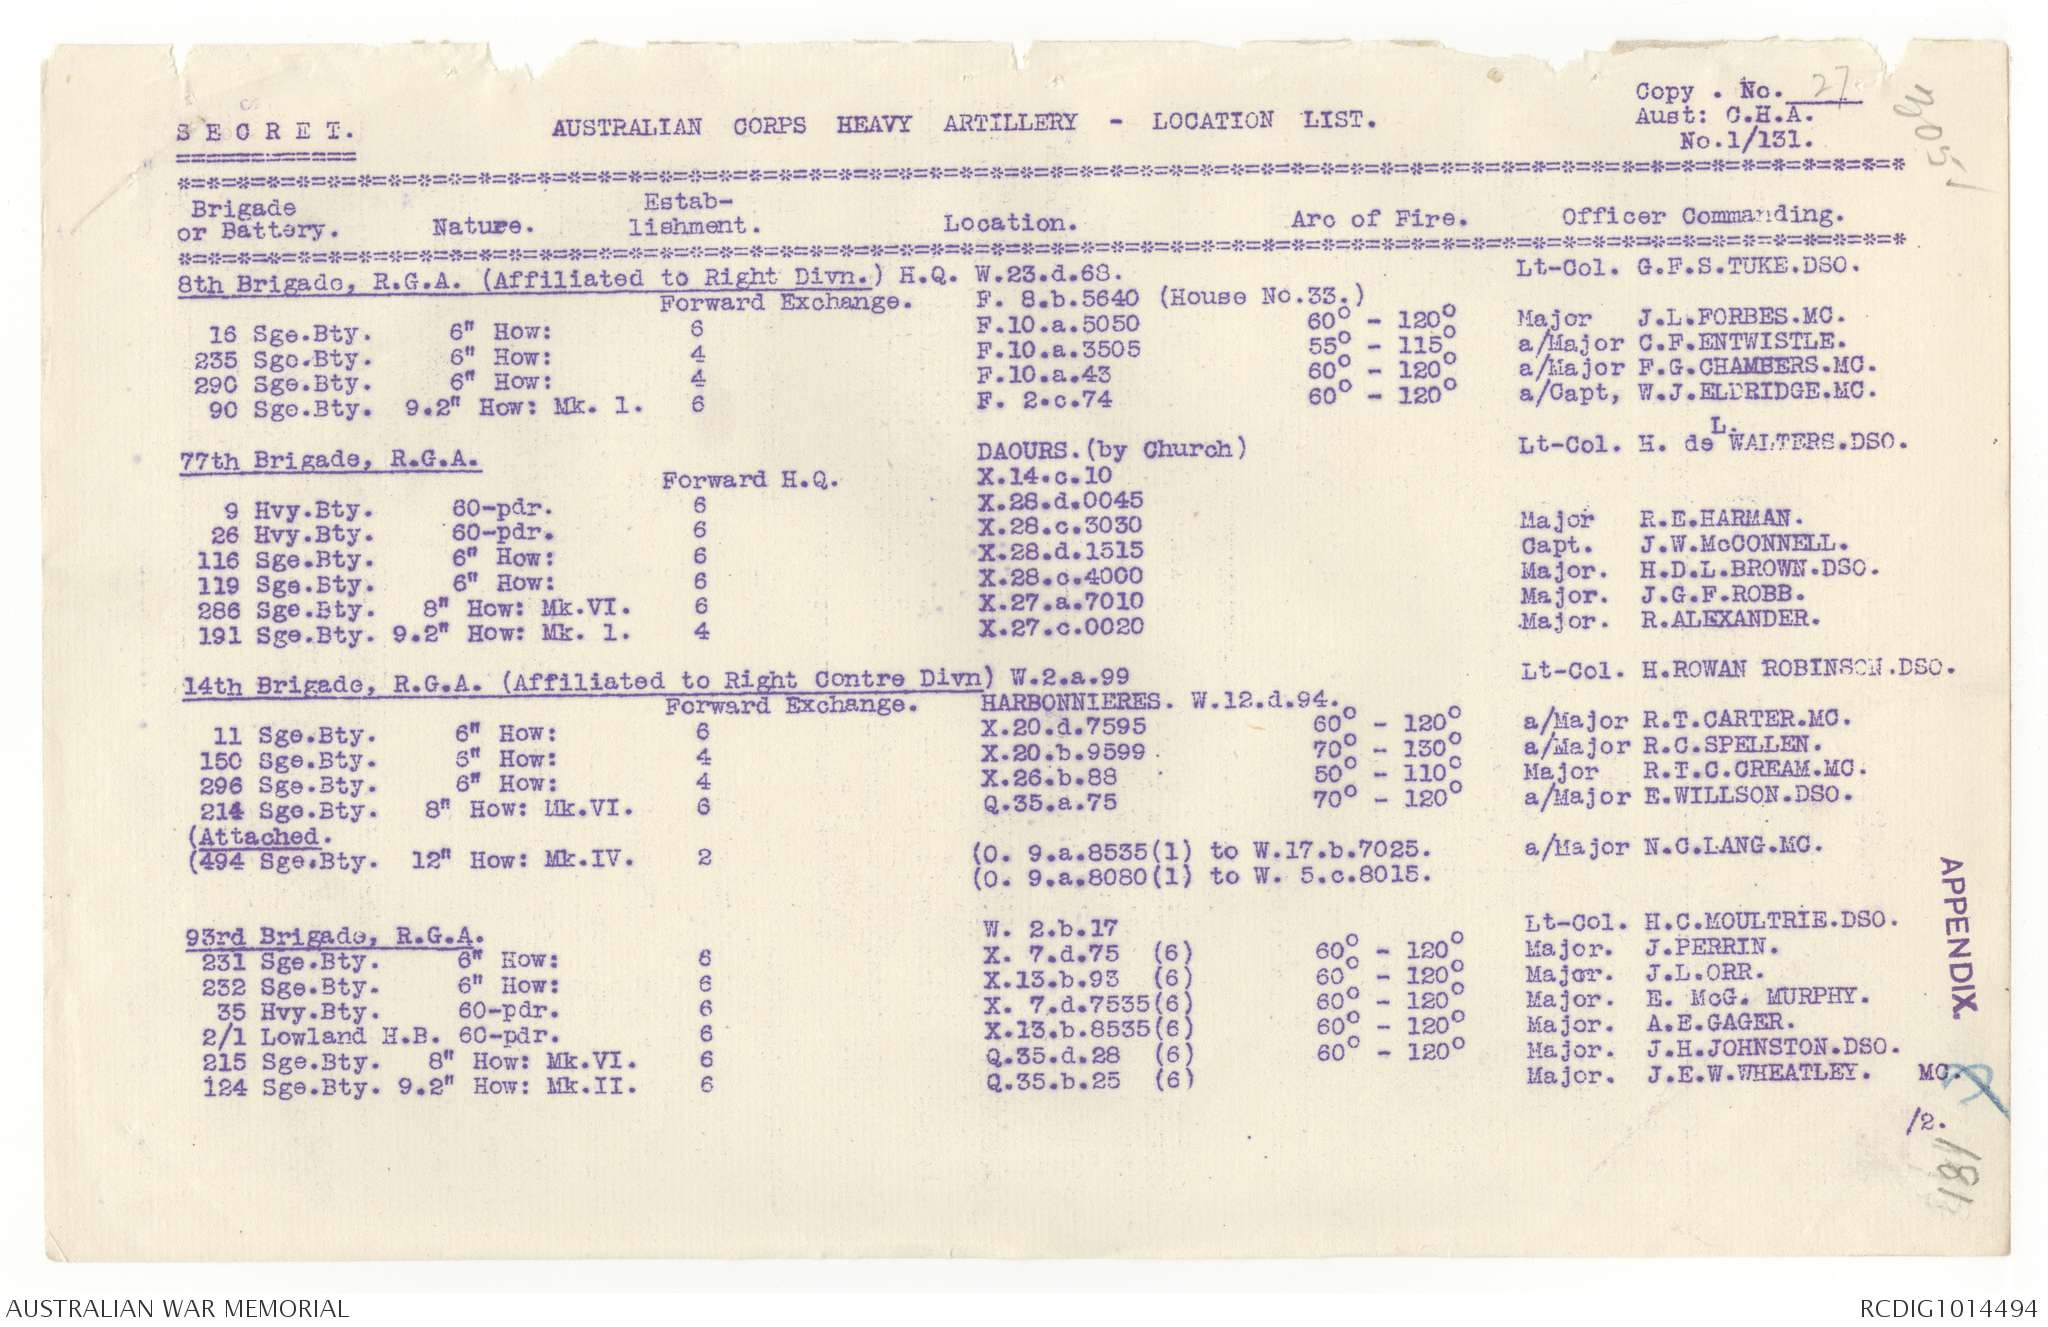 Copy . No. 27
S E C R E T. AUSTRALIAN CORPS HEAVY ARTILLERY - LOCATION LIST. Aust: C.H.A.
No.1/131.
Brigade or Battery. Nature. Estab-lishment. Location. Arc of Fire. Officer Commanding.
8th Brigade, R.G.A. (Affiliated to Right Divn.) H.Q. W.23.d.68. Lt-Col. G.F.S.TUKE.DSO.
Forward Exchange. F. 8.b.5640 (House No.33.)
16 Sge.Bty. 6" How: 6 F.10.a.5050 60° - 120° Major J.L.FORBES.MC.
235 Sge.Bty. 6" How: 4 F.10.a.3505 55° - 115° a/Major C.F.ENTWISTLE.
290 Sge.Bty. 6" How: 4 F.10.a.43 60° - 120° a/Major F.G.CHAMBERS.MC.
90 Sge.Bty. 9.2" How: Mk. 1. 6 F. 2.c.74 60° - 120° a/Capt, W.J.ELDRIDGE.MC.
77th Brigade, R.G.A. DAOURS.(by Church) Lt-Col. H. de L. WALTERS.DSO.
Forward H.Q. X.14.c.10
9 Hvy.Bty. 60-pdr. 6 X.28.d.0045 Major R.E.HARMAN.
26 Hvy.Bty. 60-pdr. 6 X.28.c.3030 Capt. J.W.McCONNELL.
116 Sge.Bty. 6" How: 6 X.28.d.1515 Major. H.D.L.BROWN.DSO.
119 Sge.Bty. 6" How: 6 X.28.c.4000 Major. J.G.F.ROBB.
286 Sge.Bty. 8" How: Mk.VI. 6 X.27.a.7010 Major. R.ALEXANDER.
191 Sge.Bty. 9.2" How: Mk. 1. 4 X.27.c.0020
14th Brigade, R.G.A. (Affiliated to Right Contre Divn) W.2.a.99 Lt-Col. H.ROWAN ROBINSON.DSO.
Forward Exchange. HARBONNIERES. W.12.d.94.
11 Sge.Bty. 6" How: 6 X.20.d.7595 60° - 120° a/Major R.T.CARTER.MC.
150 Sge.Bty. 6" How: 4 X.20.b.9599. 70° - 130° a/Major R.C.SPELLEN.
296 Sge.Bty. 6" How: 4 X.26.b.88 50° - 110° Major R.T.C.CREAM.MC.
214 Sge.Bty. 8" How: Mk.VI. 6 Q.35.a.75 70° - 120° a/Major E.WILLSON.DSO.
(Attached.
(494 Sge.Bty. 12" How: Mk.IV. 2 (O. 9.a.8535(1) to W.17.b.7025. a/Major N.C.LANG.MC.
(O. 9.a.8080(1) to W. 5.c.8015.
93rd Brigade, R.G.A. W. 2.b.17 Lt-Col. H.C.MOULTRIE.DSO.
231 Sge.Bty. 6" How: 6 X. 7.d.75 (6) 60° - 120° Major. J.PERRIN.
232 Sge.Bty. 6" How: 6 X.13.b.93 (6) 60° - 120° Major. J.L.ORR.
35 Hvy.Bty. 60-pdr. 6 X. 7.d.7535(6) 60° - 120° Major. E. McG. MURPHY.
2/1 Lowland H.B. 60-pdr. 6 X.13.b.8535(6) 60° - 120° Major. A.E.GAGER.
215 Sge.Bty. 8" How: Mk.VI. 6 Q.35.d.28 (6) 60° - 120° Major. J.H.JOHNSTON.DSO.
124 Sge.Bty. 9.2" How: Mk.II. 6 Q.35.b.25 (6) Major. J.E.W.WHEATLEY. MC.
/2.
APPENDIX.
181
AUSTRALIAN WAR MEMORIAL RCDIG1014494